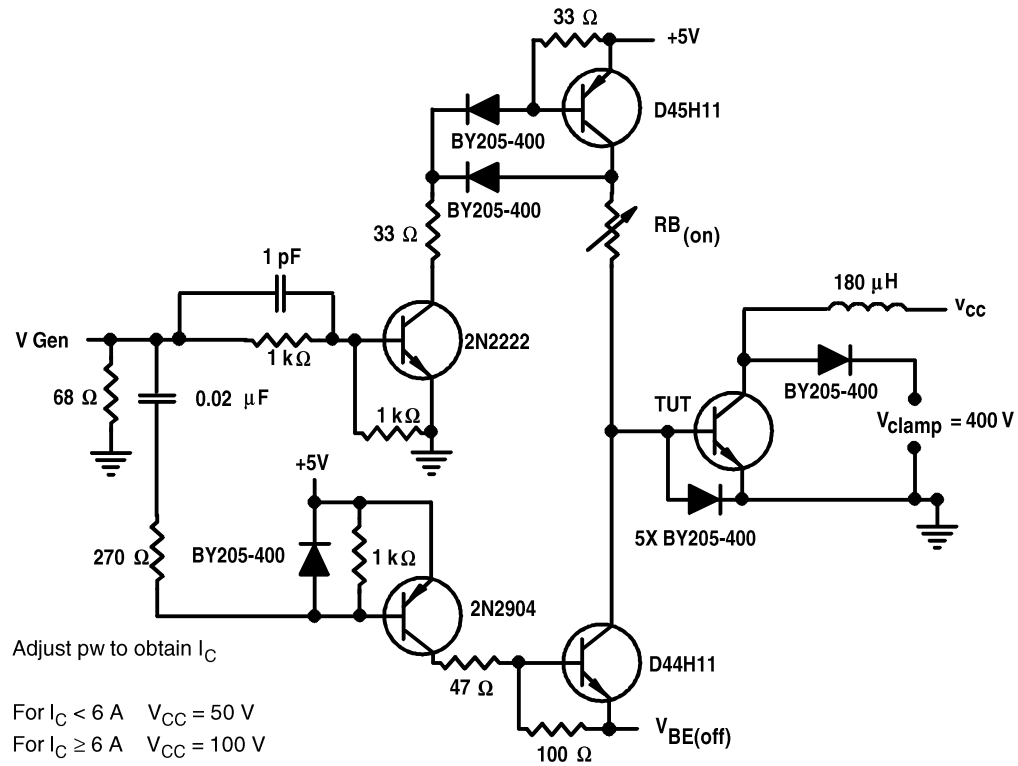 33 Ω
+5V
D45H11
BY205-400
BY205-400
33 Ω
RB(on)
1 pF
180 μH
vCC
V Gen
1 kΩ
2N2222
BY205-400
68 Ω
0.02 μF
TUT
1 kΩ
Vclamp = 400 V
+5V
5X BY205-400
270 Ω
BY205-400
1 kΩ
2N2904
Adjust pw to obtain IC
D44H11
47 Ω
For IC < 6 A VCC = 50 V
VBE(off)
For IC ≥ 6 A VCC = 100 V
100 Ω